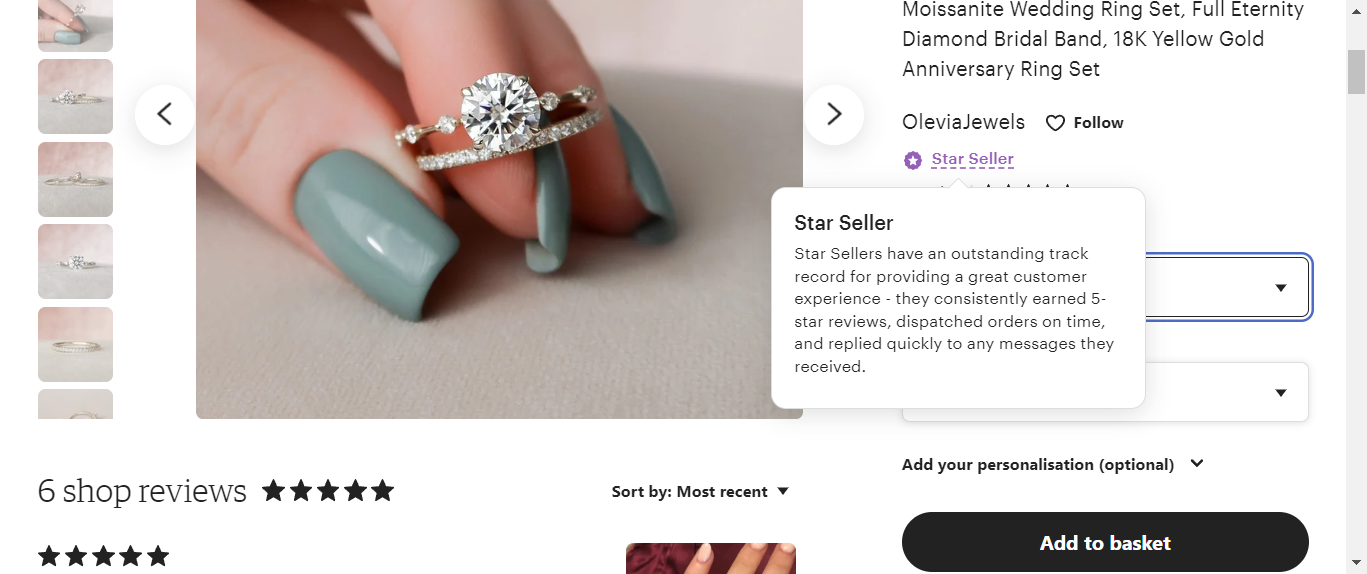 Moissanite Wedding Ring Set, Full Eternity
Diamond Bridal Band, 18K Yellow Gold
Anniversary Ring Set
OleviaJewels
Follow
Star Seller
Star Seller
Star Sellers have an outstanding track
record for providing a great customer
experience - they consistently earned 5-
star reviews, dispatched orders on time,
and replied quickly to any messages they
received.
Add your personalisation (optional)
Add to basket
6 shop reviews
Sort by: Most recent